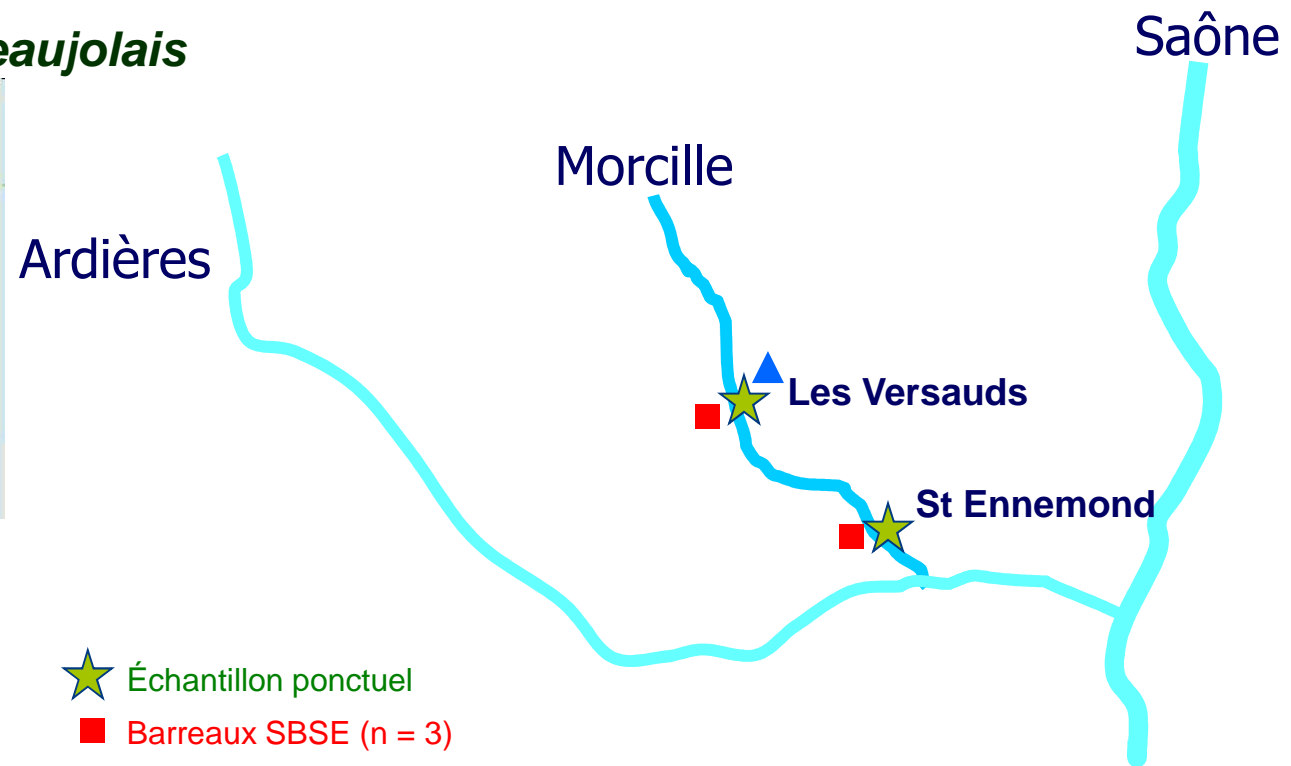 eaujolais
Saône
Morcille
Ardières
Les Versauds
St Ennemond
Échantillon ponctuel
Barreaux SBSE (n = 3)